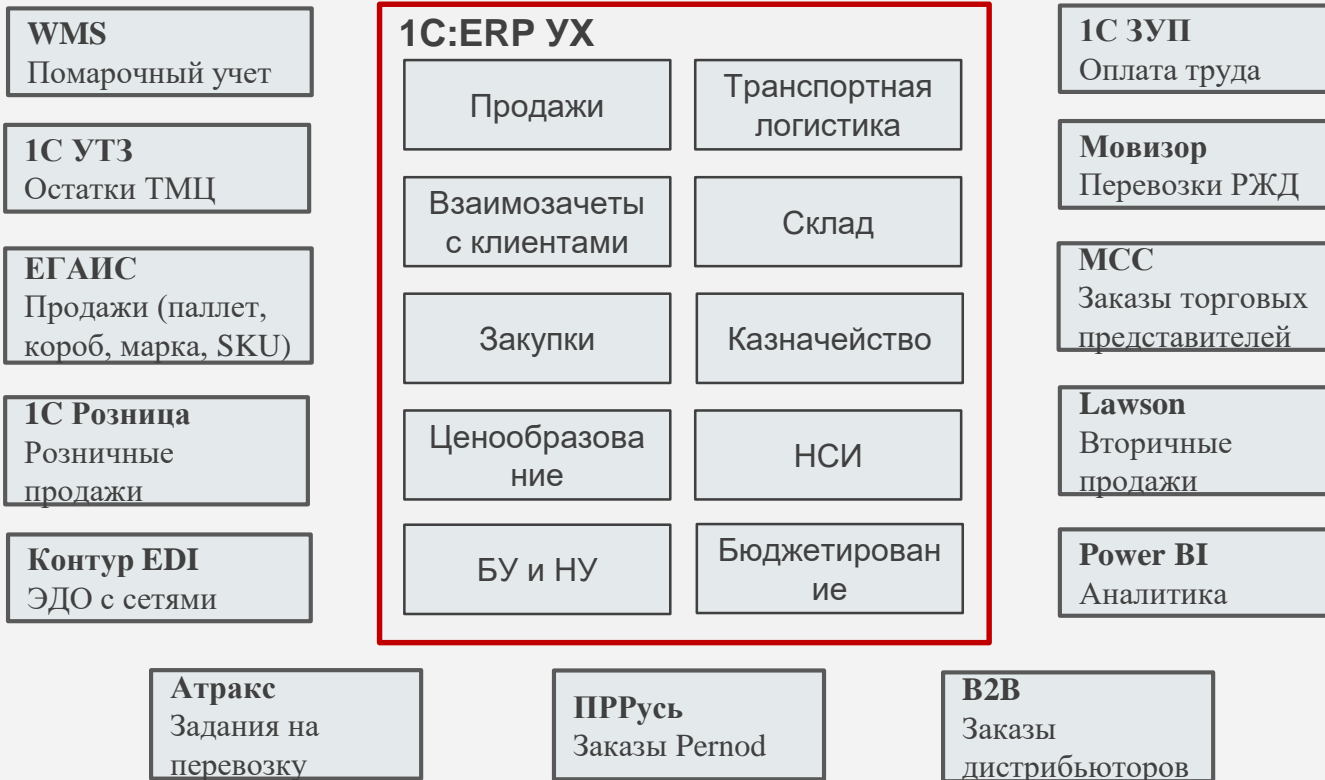 WMS
Помарочный учет
1С УТЗ
Остатки ТМЦ
ЕГАИС
Продажи (паллет,
короб, марка, SKU)
1С Розница
Розничные
продажи
Контур EDI
ЭДО с сетями
1С:ERP УХ
Продажи
Транспортная
логистика
Взаимозачеты
с клиентами
Склад
Закупки
Казначейство
Ценообразова
ние
НСИ
БУ и НУ
Бюджетирован
ие
1С ЗУП
Оплата труда
Мовизор
Перевозки РЖД
МСС
Заказы торговых
представителей
Lawson
Вторичные
продажи
Power BI
Аналитика
Атракс
Задания на
перевозку
ПРРусь
Заказы Pernod
B2B
Заказы
дистрибьюторов